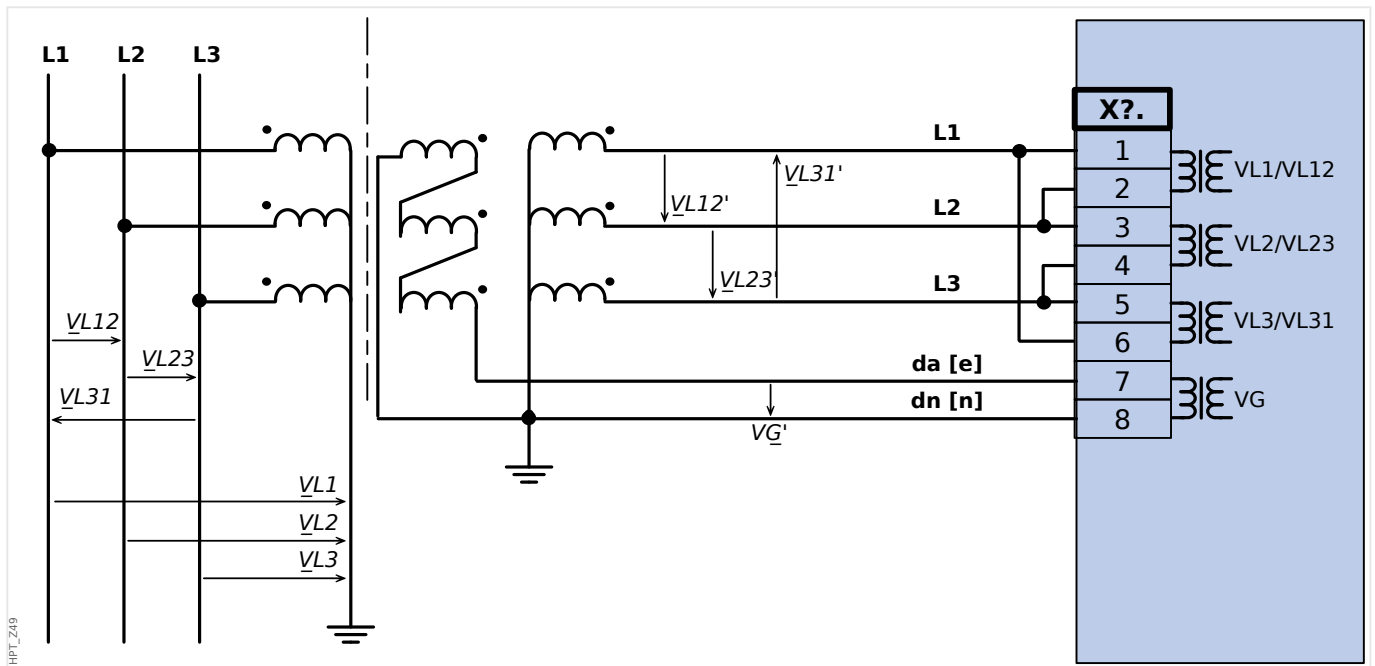 L1 L2 L3
X?.
L1
1
VL31'
VL1/VL12
2
VL12'
L2
3
VL2/VL23
4
VL23'
L3
5
VL3/VL31
VL12
6
VL23
da [e]
7
VL31
dn [n]
VG
8
VG'
VL1
VL2
VL3
HPT_Z49